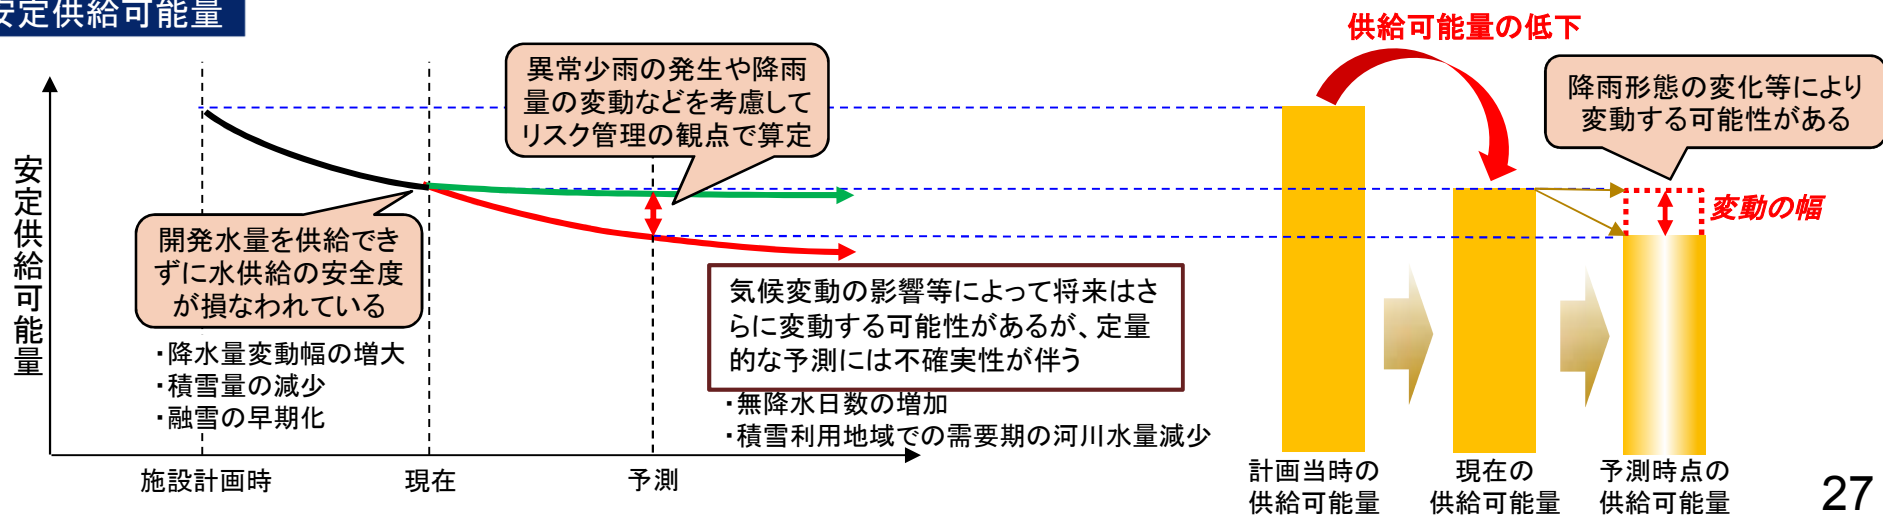 安定供給可能量
安定供給可能量
異常少雨の発生や降雨
量の変動などを考慮して
リスク管理の観点で算定
開発水量を供給でき
ずに水供給の安全度
が損なわれている
・降水量変動幅の増大
・積雪量の減少
・融雪の早期化
気候変動の影響等によって将来はさ
らに変動する可能性があるが、定量
的な予測には不確実性が伴う
・無降水日数の増加
・積雪利用地域での需要期の河川水量減少
施設計画時
現在
予測
供給可能量の低下
降雨形態の変化等により
変動する可能性がある
変動の幅
計画当時の
供給可能量
現在の
供給可能量
予測時点の
供給可能量
27